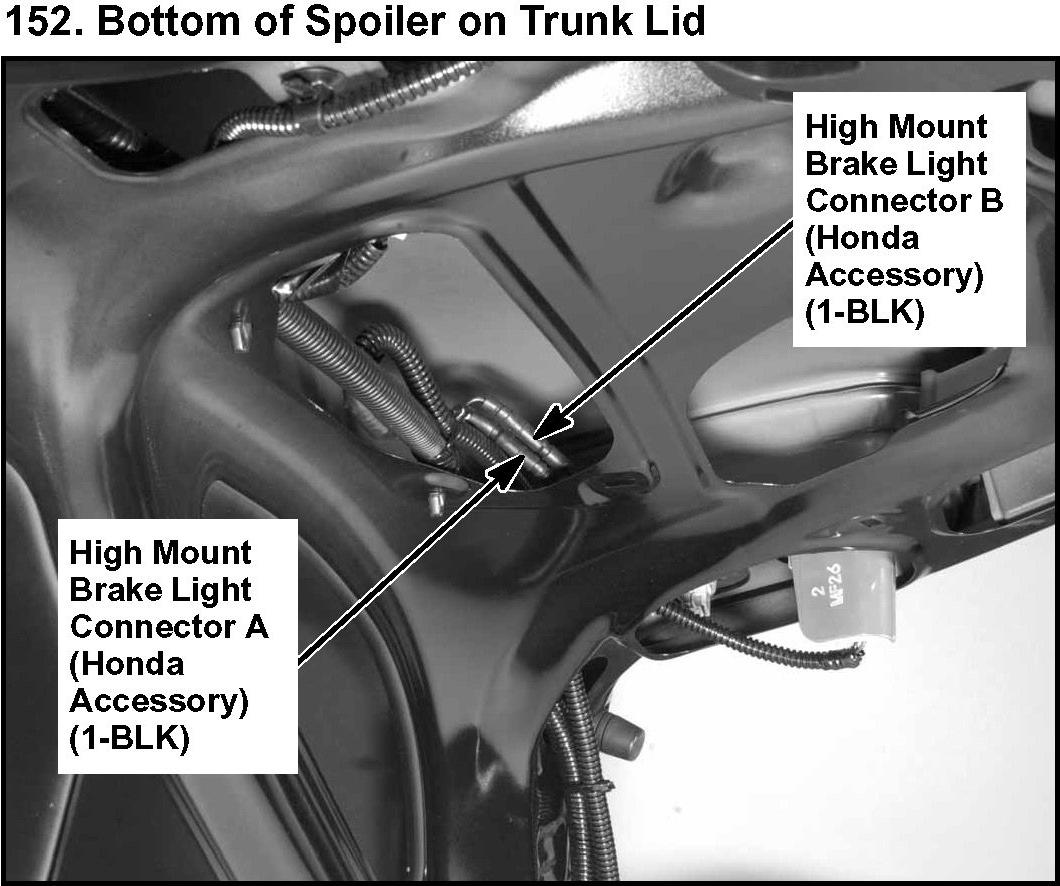 152. Bottom of Spoiler on Trunk Lid
High Mount
Brake Light
Connector B
(Honda
Accessory)
(1-BLK)
High Mount
Brake Light
Connector A
(Honda
Accessory)
(1-BLK)
2